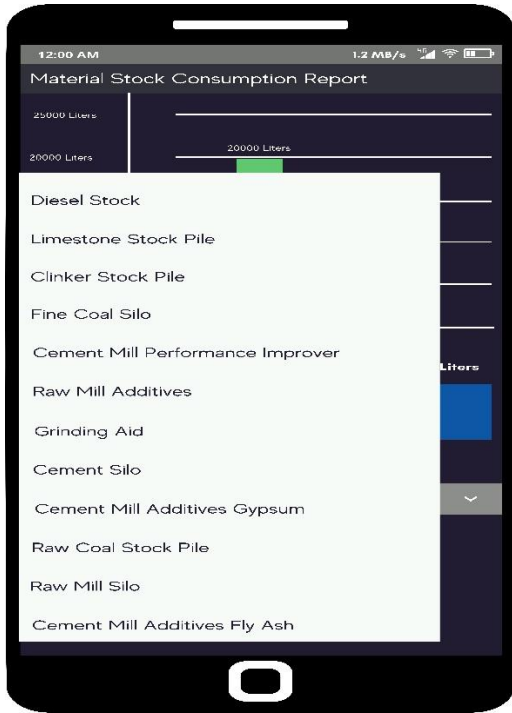 12:00 AM 1.2 MB/s 4G
Material Stock Consumption Report
25000 Liters
20000 Liters
20000 Liters
Diesel Stock
Limestone Stock Pile
Clinker Stock Pile
Fine Coal Silo
Cement Mill Performance Improver
Liters
Raw Mill Additives
Grinding Aid
Cement Silo
Cement Mill Additives Gypsum
Raw Coal Stock Pile
Raw Mill Silo
Cement Mill Additives Fly Ash